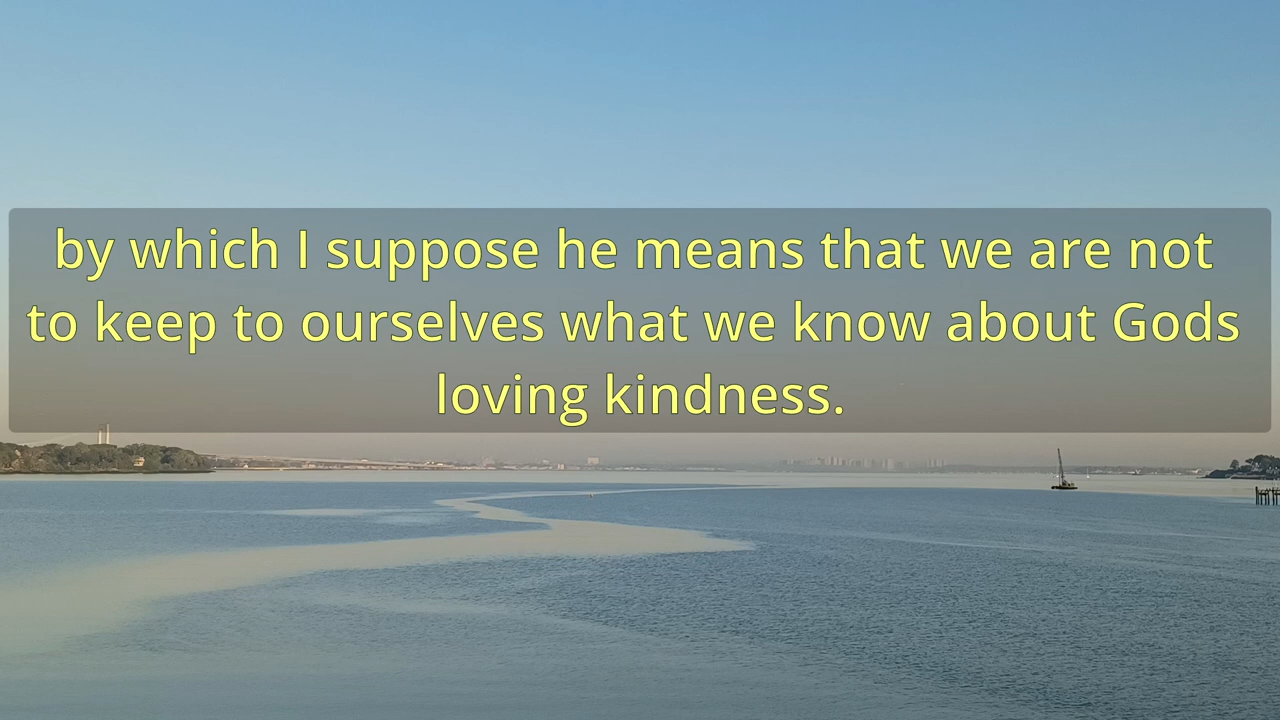 by which I suppose he means that we are not
to keep to ourselves what we know about Gods
loving kindness.